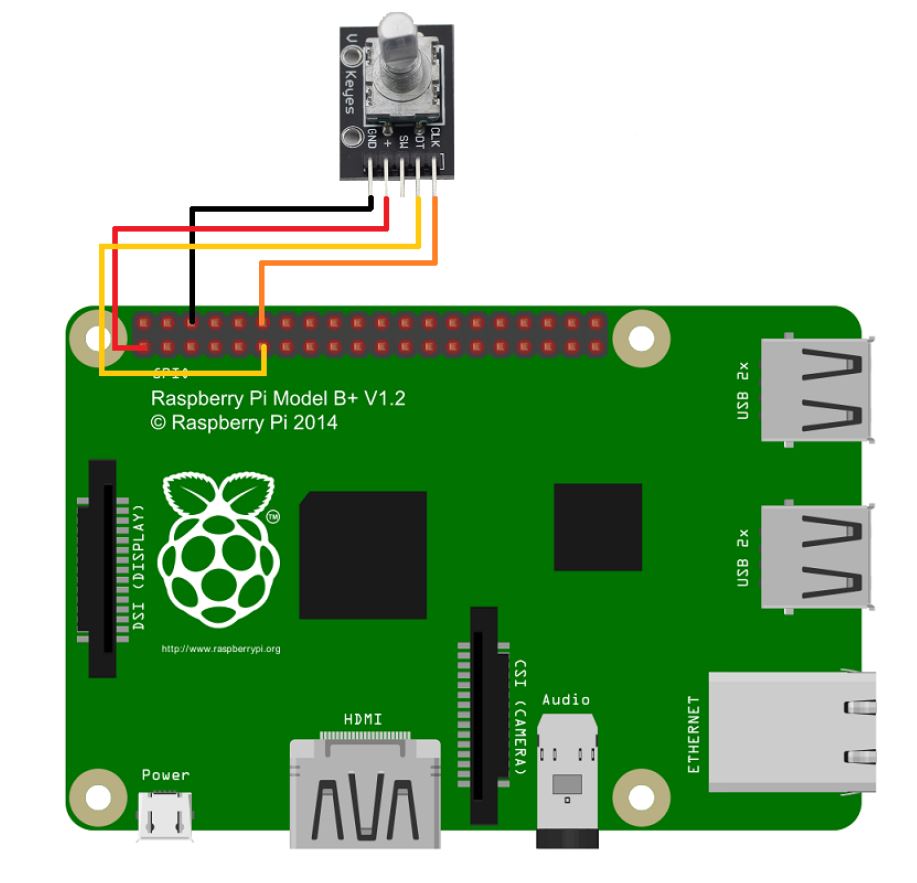 Keyes
GND
+
SW
DT
CLK
GPIO
Raspberry Pi Model B+ V1.2
© Raspberry Pi 2014
USB 2x
DSI (DISPLAY)
TM
USB 2x
http://www.raspberrypi.org
CSI (CAMERA)
Audio
HDMI
ETHERNET
Power